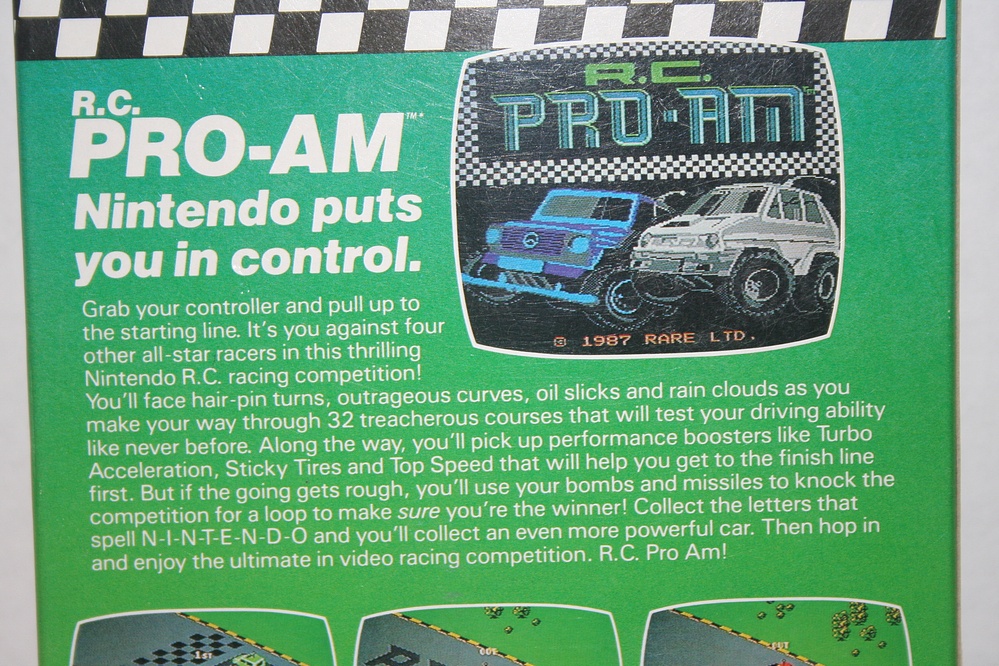 R.C.
PRO-AM™*
Nintendo puts
you in control.
Grab your controller and pull up to
the starting line. It's you against four
other all-star racers in this thrilling
Nintendo R.C. racing competition!
You'll face hair-pin turns, outrageous curves, oil slicks and rain clouds as you
make your way through 32 treacherous courses that will test your driving ability
like never before. Along the way, you'll pick up performance boosters like Turbo
Acceleration, Sticky Tires and Top Speed that will help you get to the finish line
first. But if the going gets rough, you'll use your bombs and missiles to knock the
competition for a loop to make sure you're the winner! Collect the letters that
spell N-I-N-T-E-N-D-O and you'll collect an even more powerful car. Then hop in
and enjoy the ultimate in video racing competition. R.C. Pro Am!
R.C.
PRO·AM™
© 1987 RARE LTD.
1ST